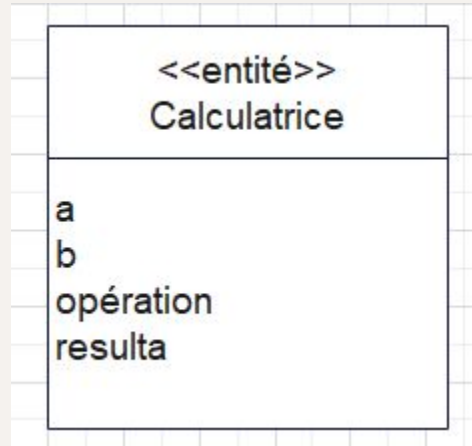 <<entité>>
Calculatrice
a
b
opération
resulta